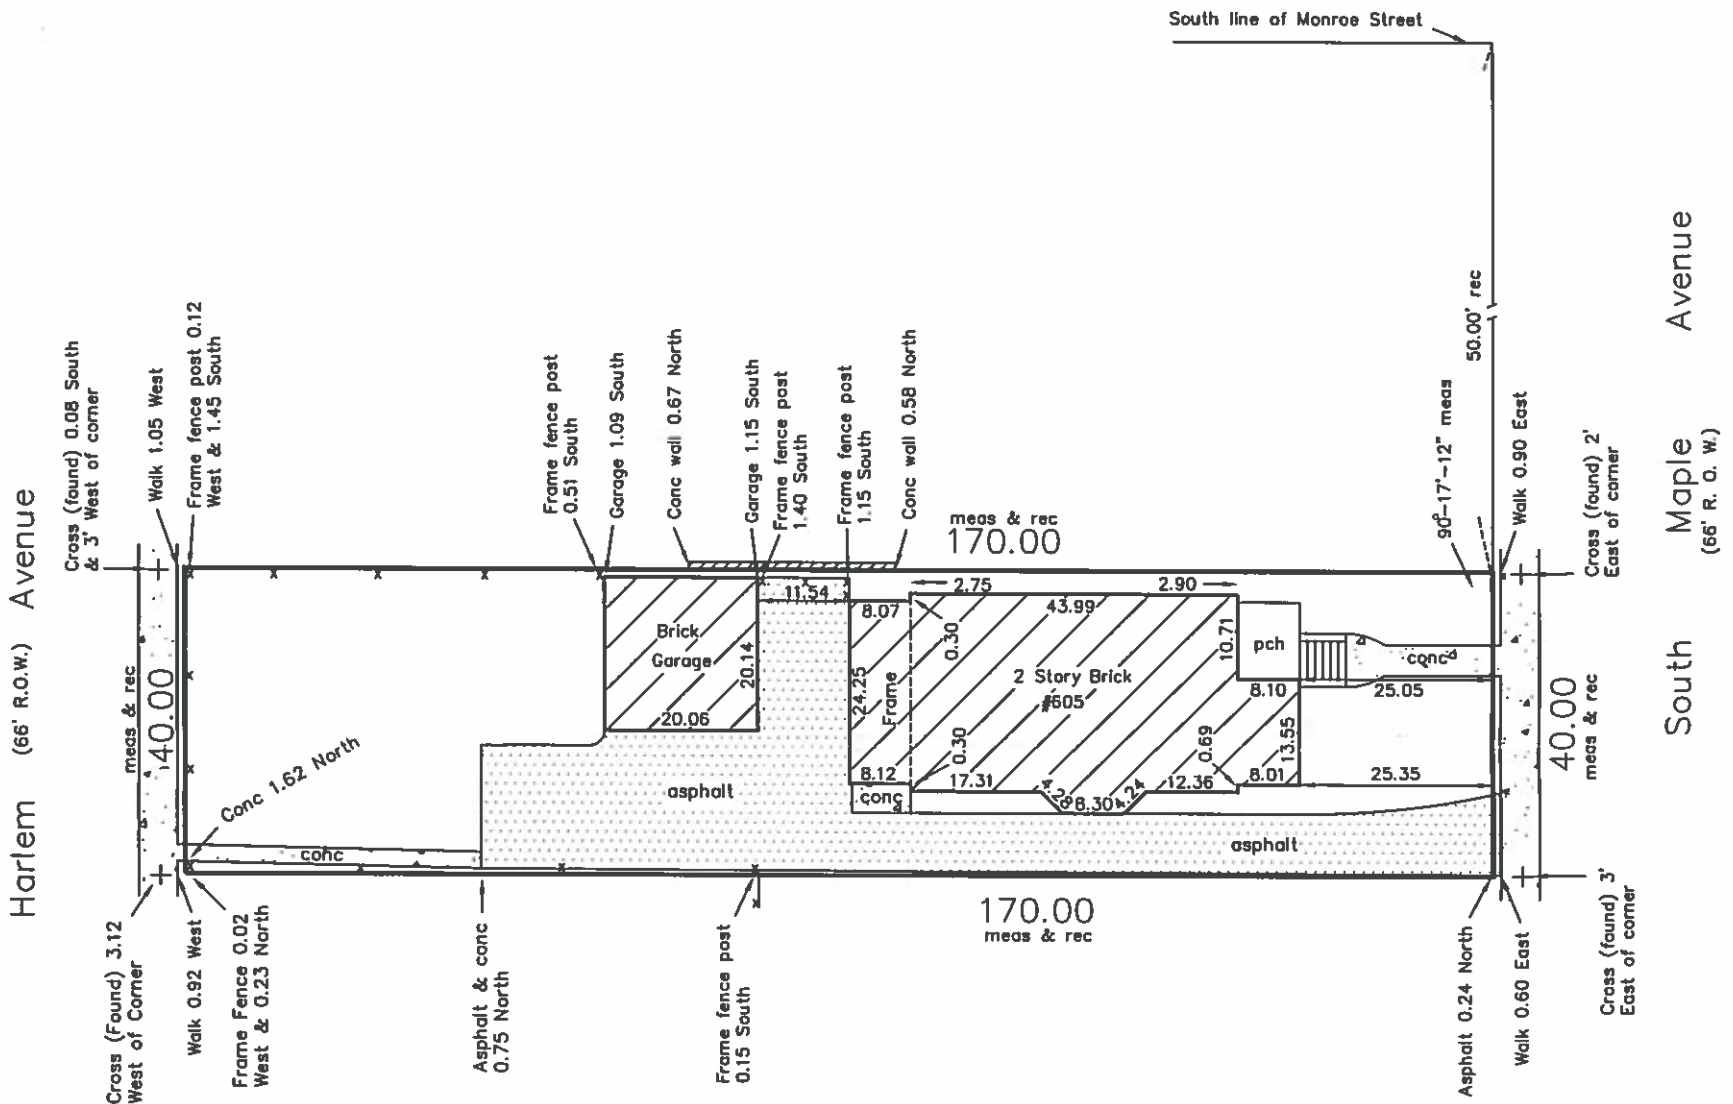 South line of Monroe Street
Harlem (66' R.O.W.) Avenue
Cross (found) 0.08 South
& 3' West of corner
Walk 1.05 West
Frame fence post 0.12
West & 1.45 South
Frame fence post
0.51 South
Garage 1.09 South
Conc wall 0.67 North
Garage 1.15 South
Frame fence post
1.40 South
Frame fence post
1.15 South
Conc wall 0.58 North
meas & rec
170.00
50.00' rec
90°-17'-12" meas
Walk 0.90 East
Cross (found) 2'
East of corner
South Maple Avenue
(66' R. O. W.)
40.00
meas & rec
Conc 1.62 North
conc
Brick
Garage
20.14
20.06
11.54
asphalt
8.07
24.25
Frame
8.12
conc
0.30
0.30
2.75
2.90
43.99
2 Story Brick
#605
10.71
pch
conc
8.10
25.05
13.55
0.69
17.31
4.28
8.30
4.24
12.36
8.01
25.35
asphalt
40.00
meas & rec
170.00
meas & rec
Cross (Found) 3.12
West of Corner
Walk 0.92 West
Frame Fence 0.02
West & 0.23 North
Asphalt & conc
0.75 North
Frame fence post
0.15 South
Asphalt 0.24 North
Walk 0.60 East
Cross (found) 3'
East of corner